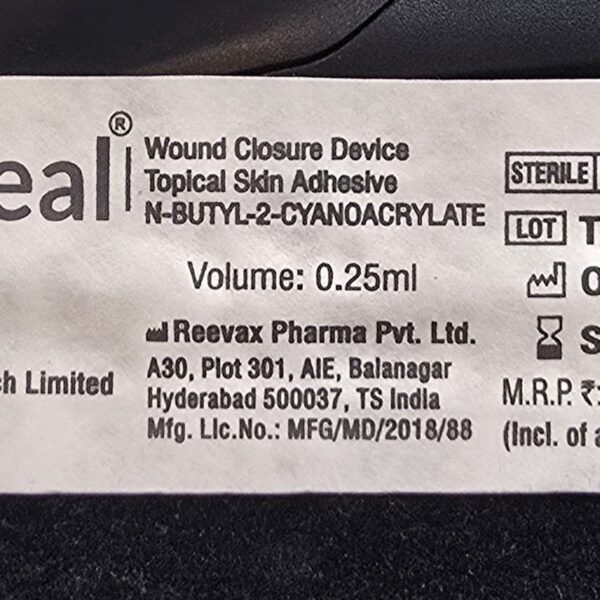 eal®
Wound Closure Device
Topical Skin Adhesive
N-BUTYL-2-CYANOACRYLATE
Volume: 0.25ml
Reevax Pharma Pvt. Ltd.
A30, Plot 301, AIE, Balanagar
Hyderabad 500037, TS India
Mfg. Lic.No.: MFG/MD/2018/88
ch Limited
STERILE
LOT T
O
S
M.R.P. ₹
(Incl. of a